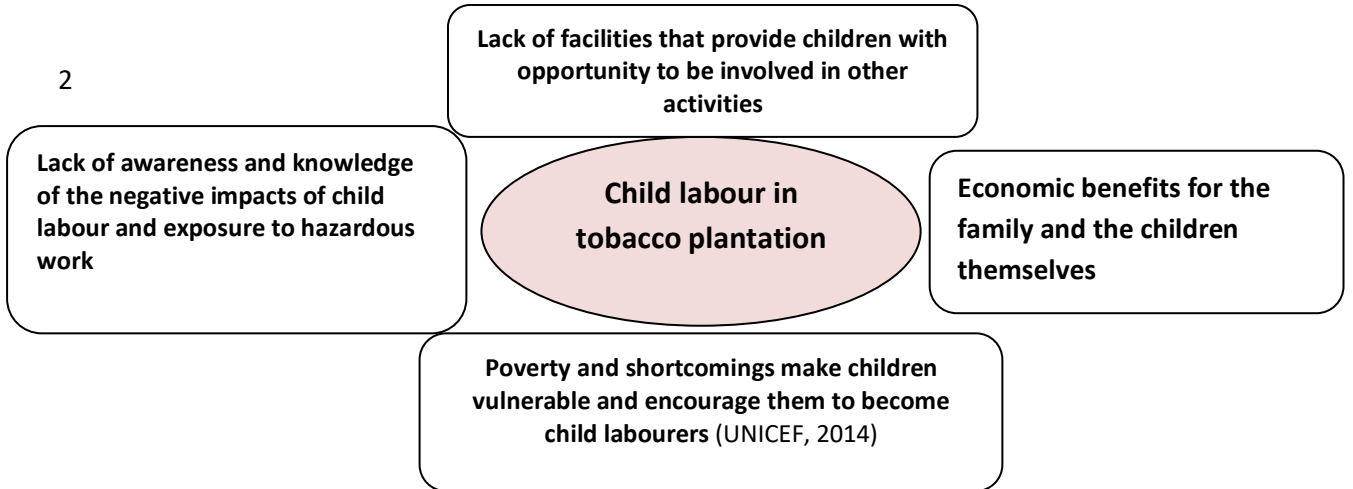 Lack of facilities that provide children with
opportunity to be involved in other
activities
2
Lack of awareness and knowledge
of the negative impacts of child
labour and exposure to hazardous
work
Child labour in
tobacco plantation
Economic benefits for the
family and the children
themselves
Poverty and shortcomings make children
vulnerable and encourage them to become
child labourers (UNICEF, 2014)